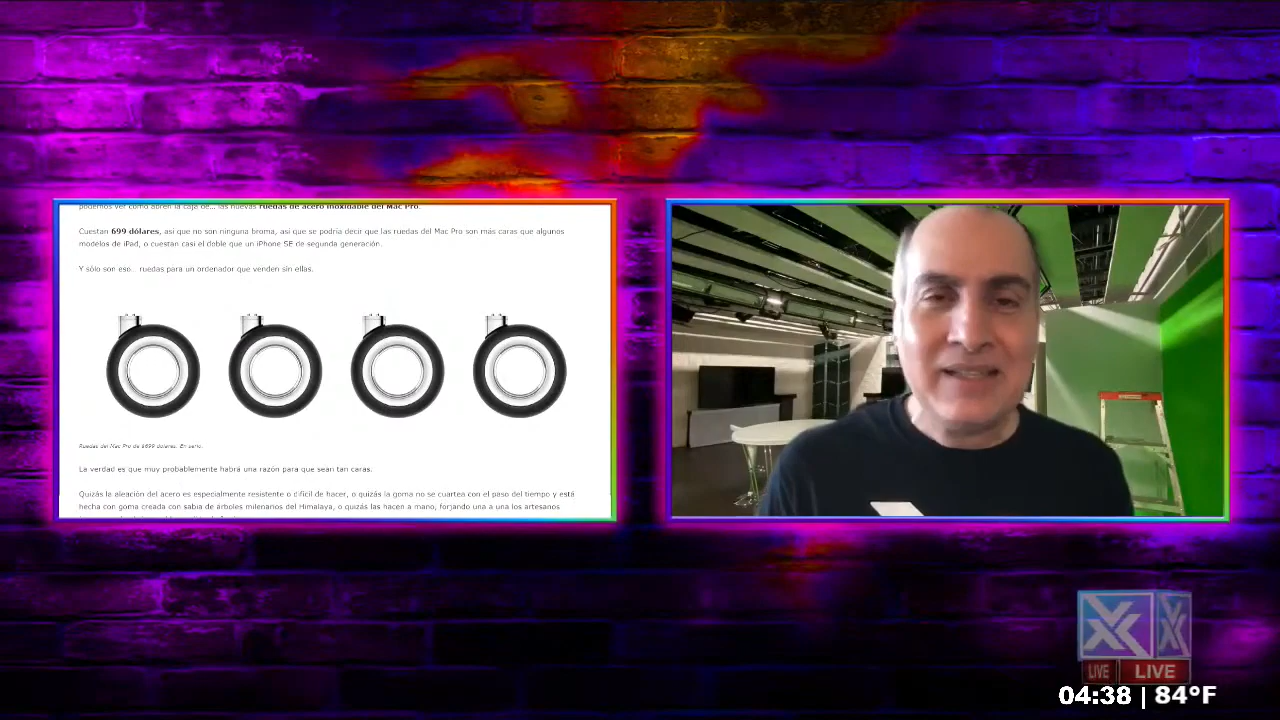 podemos ver cómo abren la caja de... las nuevas ruedas de acero inoxidable del Mac Pro.
Cuestan 699 dólares, así que no son ninguna broma, así que se podría decir que las ruedas del Mac Pro son más caras que algunos
modelos de iPad, o cuestan casi el doble que un iPhone SE de segunda generación.
Y sólo son eso... ruedas para un ordenador que venden sin ellas.
Ruedas del Mac Pro de $699 dólares. En serio.
La verdad es que muy probablemente habrá una razón para que sean tan caras.
Quizás la aleación del acero es especialmente resistente o difícil de hacer, o quizás la goma no se cuartea con el paso del tiempo y está
hecha con goma creada con sabia de árboles milenarios del Himalaya, o quizás las hacen a mano, forjando una a una los artesanos
X X
LIVE LIVE
04:38 | 84°F